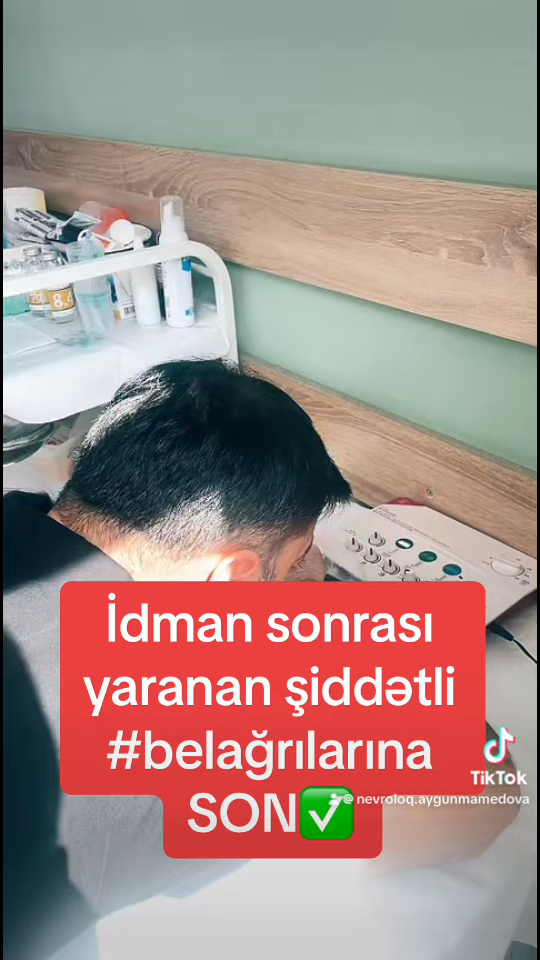 İdman sonrası
yaranan şiddətli
#belağrılarına
SON✅
TikTok
@ nevroloq.aygunmamedova